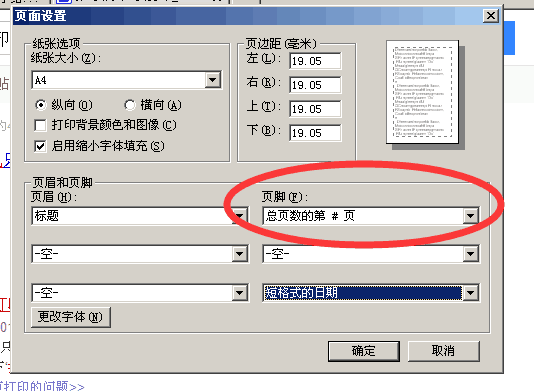 页面设置
纸张选项
纸张大小(Z):
A4
纵向(O)
横向(A)
打印背景颜色和图像(C)
启用缩小字体填充(S)
页边距(毫米)
左(L): 19.05
右(R): 19.05
上(T): 19.05
下(B): 19.05
页眉和页脚
页眉(H):
页脚(F):
标题
总页数的第 # 页
-空-
-空-
-空-
短格式的日期
更改字体(N)
确定
取消
打印的问题>>